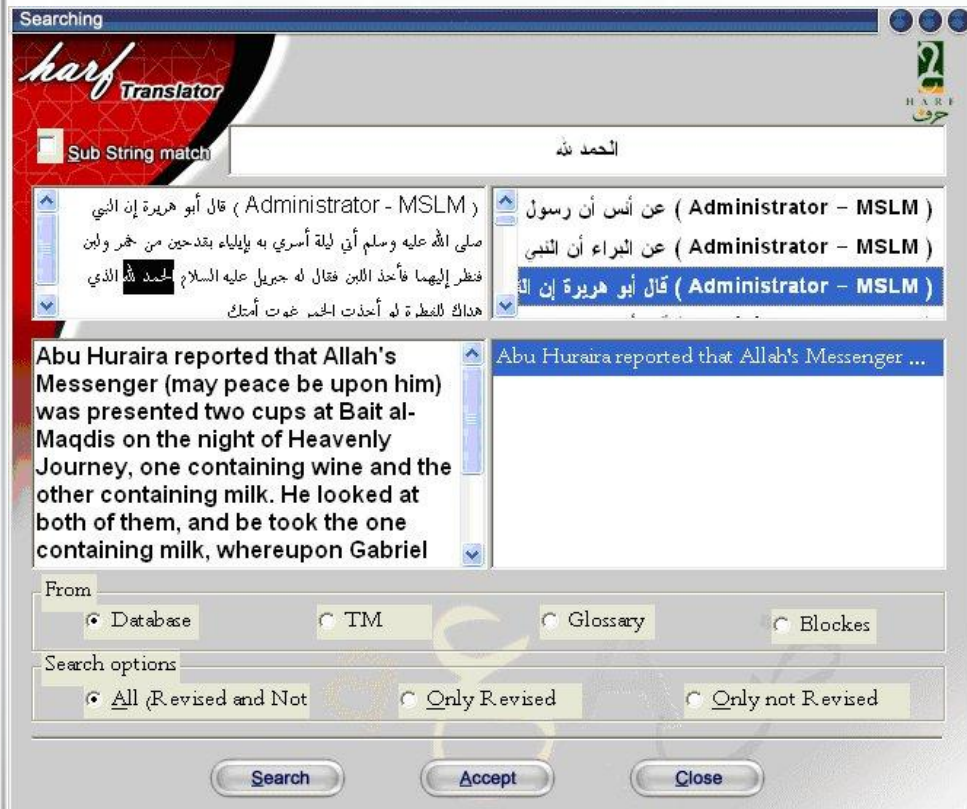 Searching
harf
Translator
HARF
حرف
Sub String match
الحمد لله
( Administrator - MSLM ) قال أبو هريرة إن النبي
صلى الله عليه وسلم أتي ليلة أسري به بإيلياء بقدحين من خمر ولبن
فنظر إليهما فأخذ اللبن فقال له جبريل عليه السلام الحمد لله الذي
هداك للفطرة لو أخذت الخمر غوت أمتك
( Administrator – MSLM ) عن أنس أن رسول
( Administrator – MSLM ) عن البراء أن النبي
( Administrator – MSLM ) قال أبو هريرة إن
Abu Huraira reported that Allah's
Messenger (may peace be upon him)
was presented two cups at Bait al-
Maqdis on the night of Heavenly
Journey, one containing wine and the
other containing milk. He looked at
both of them, and be took the one
containing milk, whereupon Gabriel
Abu Huraira reported that Allah's Messenger ...
From
Database
TM
Glossary
Blockes
Search options
All (Revised and Not
Only Revised
Only not Revised
Search
Accept
Close